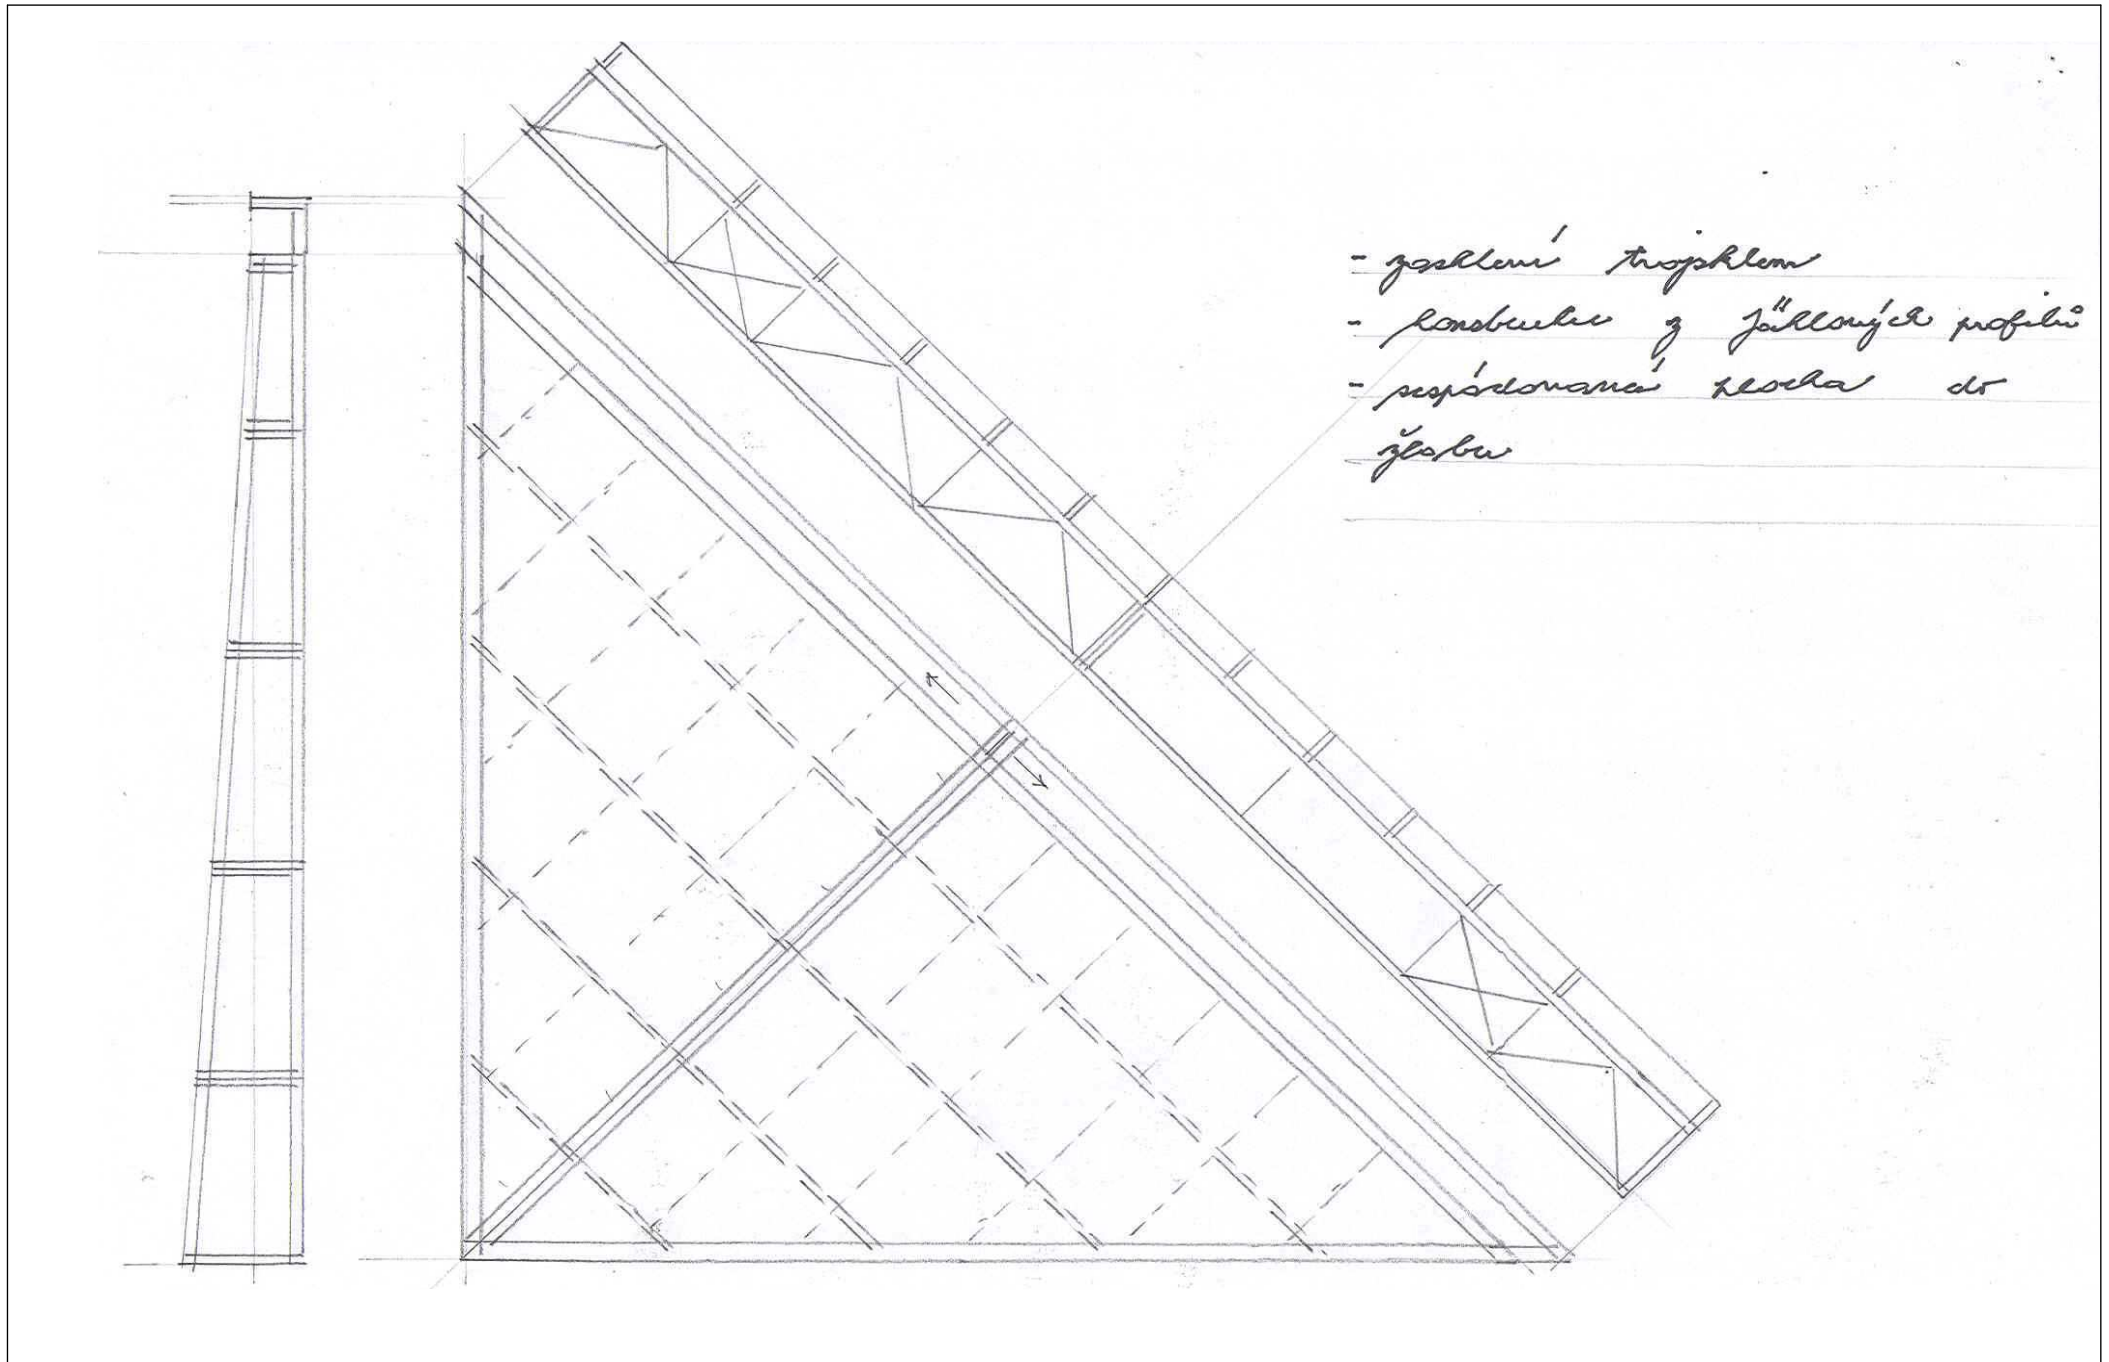 - zasklení trojsklem
- konstrukce z jäklových profilů
- vyspádovaná plocha do
žlabu